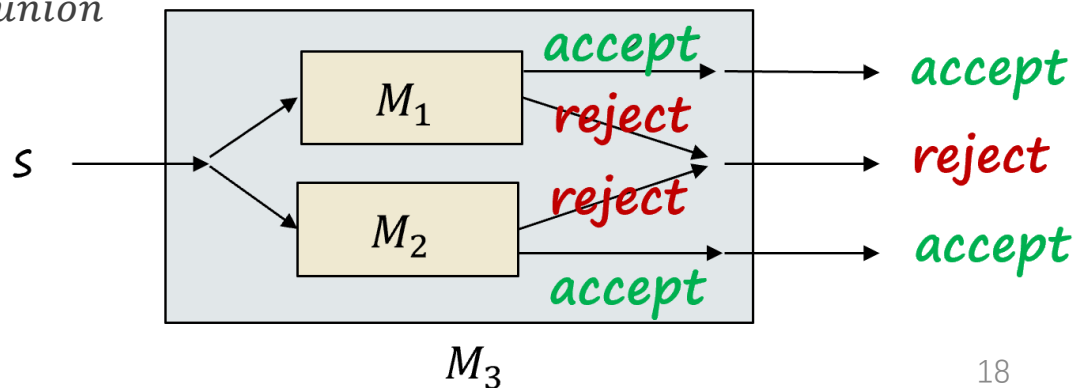 union
accept
accept
M₁
reject
s
reject
reject
M₂
accept
accept
M₃
18